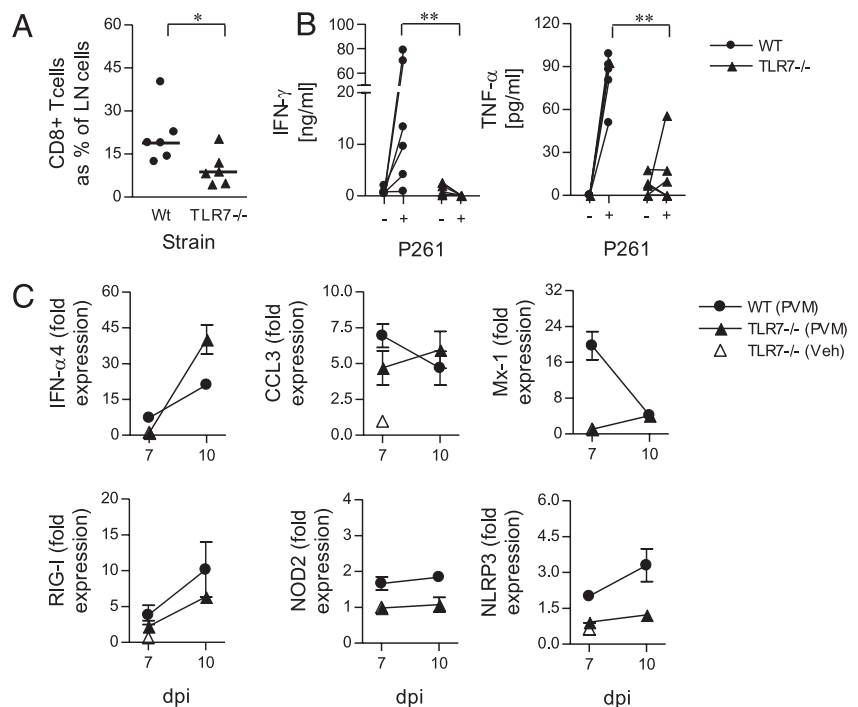 A
CD8+ Tcells
as % of LN cells
60
45
30
15
0
*
Wt TLR7-/-
Strain
B
IFN-γ
[ng/ml]
100
80
60
40
20
20
10
0
**
- + - +
P261
TNF-α
[pg/ml]
120
90
60
30
0
**
- + - +
P261
WT
TLR7-/-
C
IFN-α4 (fold
expression)
60
45
30
15
0
7 10
CCL3 (fold
expression)
10.0
7.5
5.0
2.5
0.0
7 10
Mx-1 (fold
expression)
32
24
16
8
0
7 10
WT (PVM)
TLR7-/- (PVM)
TLR7-/- (Veh)
RIG-I (fold
expression)
20
15
10
5
0
7 10
dpi
NOD2 (fold
expression)
4
3
2
1
0
7 10
dpi
NLRP3 (fold
expression)
6.0
4.5
3.0
1.5
0.0
7 10
dpi